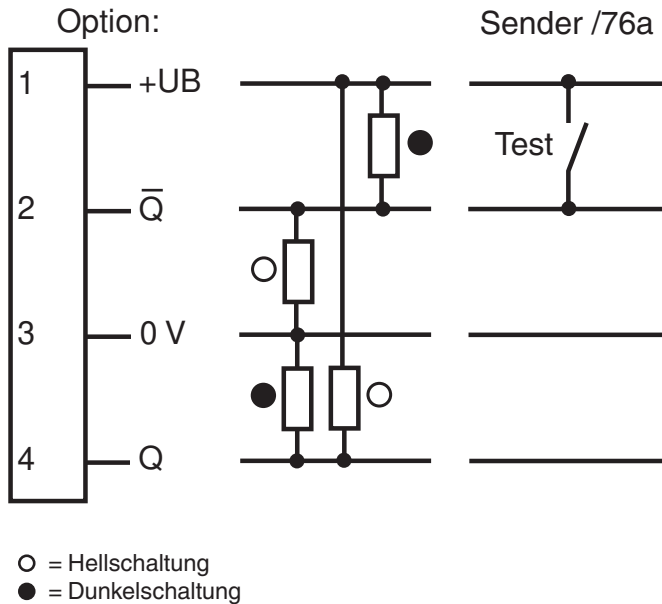 Option: Sender /76a
1 +UB
Test
2 Q̅
3 0 V
4 Q
○ = Hellschaltung
● = Dunkelschaltung